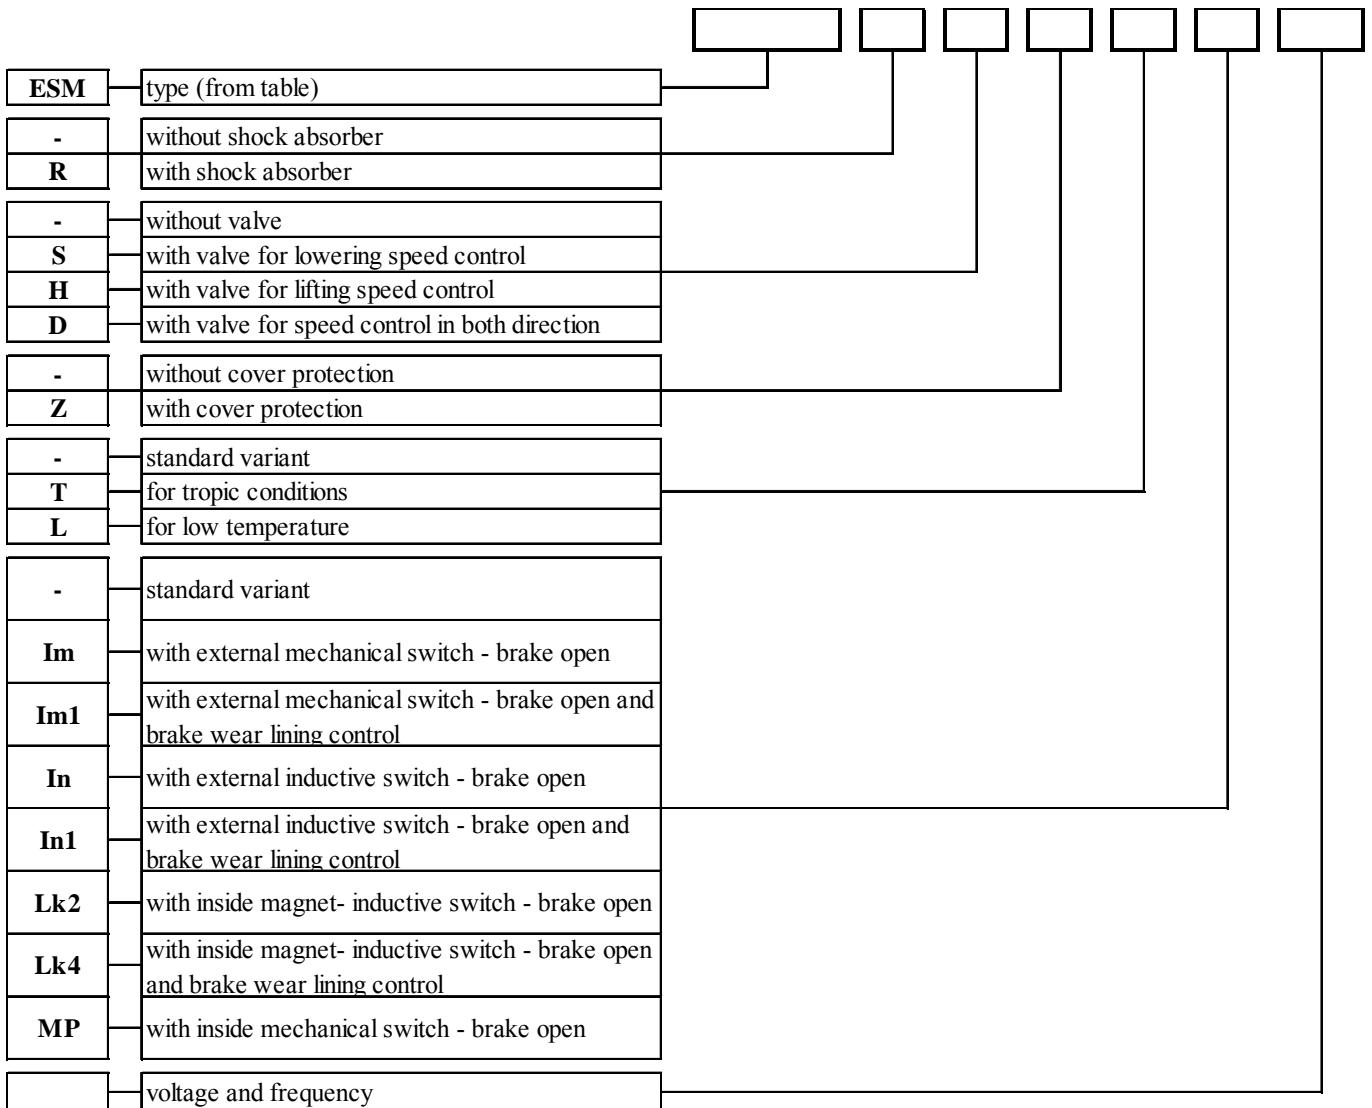 ESM type (from table)
- without shock absorber
R with shock absorber
- without valve
S with valve for lowering speed control
H with valve for lifting speed control
D with valve for speed control in both direction
- without cover protection
Z with cover protection
- standard variant
T for tropic conditions
L for low temperature
- standard variant
Im with external mechanical switch - brake open
Im1 with external mechanical switch - brake open and
brake wear lining control
In with external inductive switch - brake open
In1 with external inductive switch - brake open and
brake wear lining control
Lk2 with inside magnet- inductive switch - brake open
Lk4 with inside magnet- inductive switch - brake open
and brake wear lining control
MP with inside mechanical switch - brake open
voltage and frequency